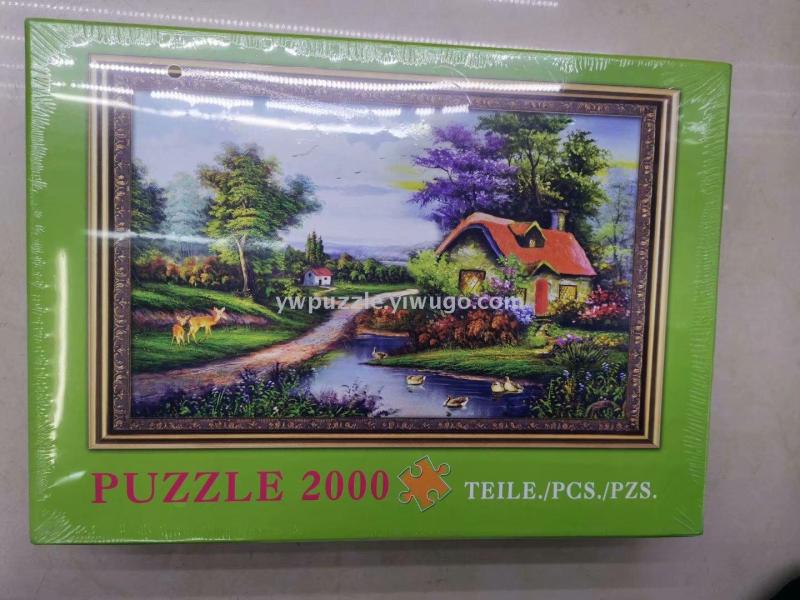 ywpuzzle.yiwugo.com
PUZZLE 2000 TEILE./PCS./PZS.